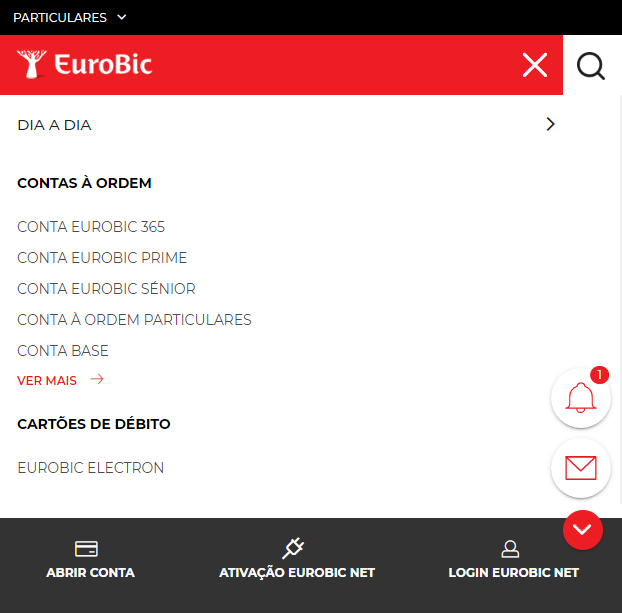 PARTICULARES
EuroBic
DIA A DIA
CONTAS À ORDEM
CONTA EUROBIC 365
CONTA EUROBIC PRIME
CONTA EUROBIC SÉNIOR
CONTA À ORDEM PARTICULARES
CONTA BASE
VER MAIS
1
CARTÕES DE DÉBITO
EUROBIC ELECTRON
ABRIR CONTA
ATIVAÇÃO EUROBIC NET
LOGIN EUROBIC NET